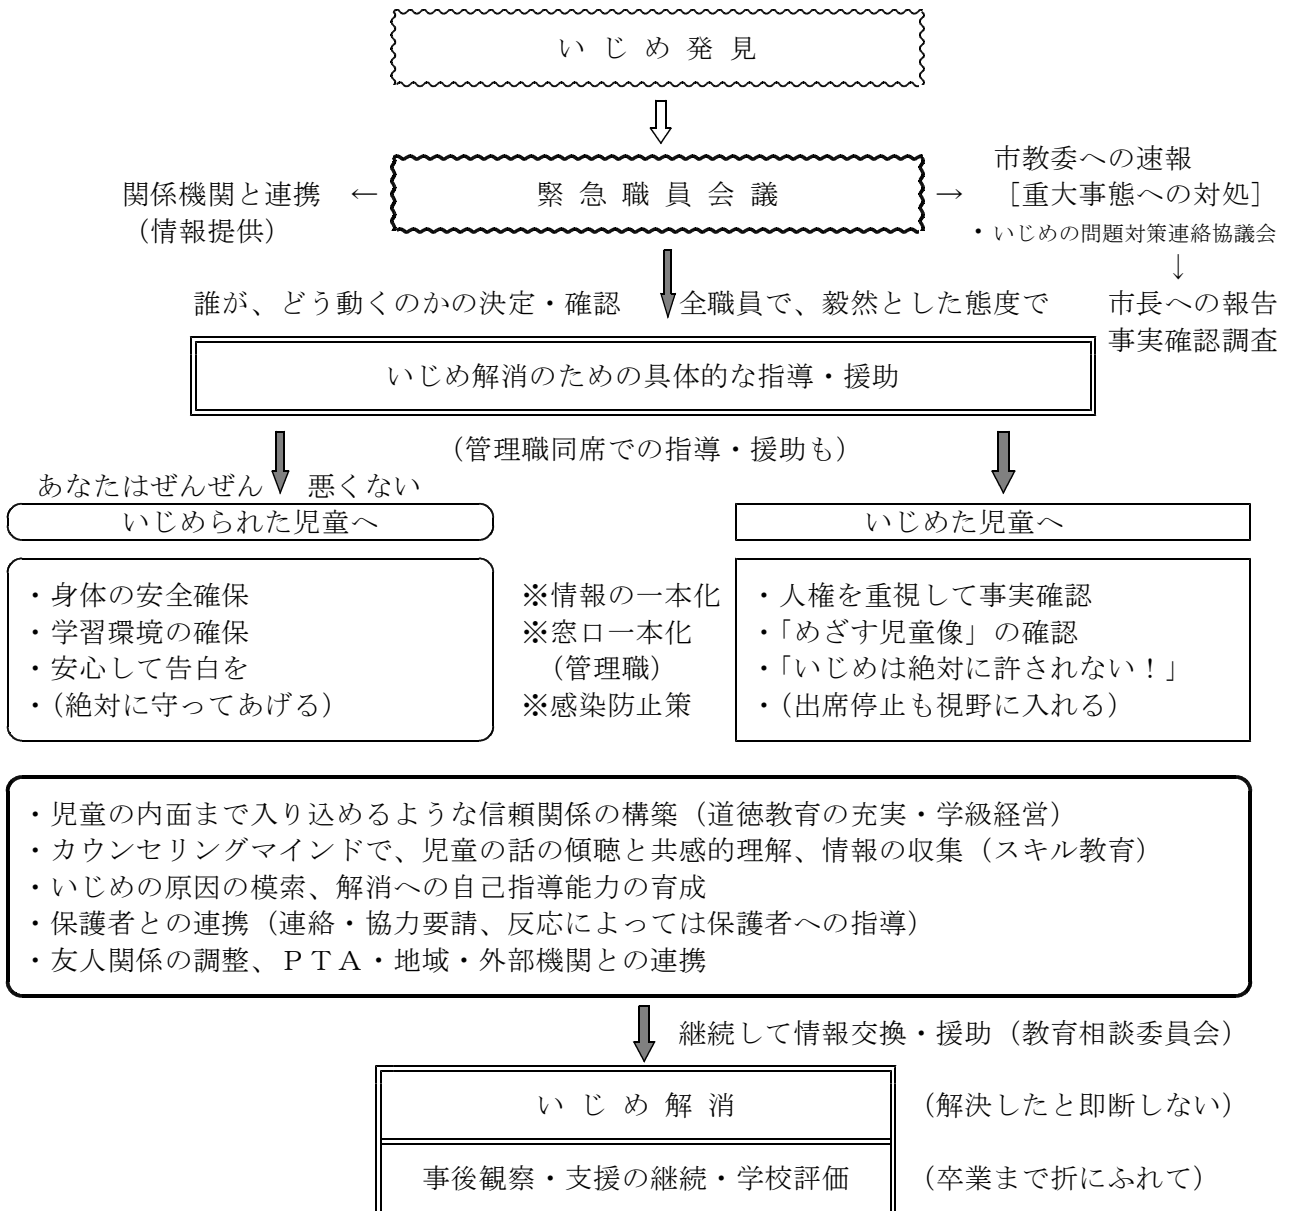 いじめ発見
市教委への速報
関係機関と連携 ← 緊急職員会議 → [重大事態への対処]
(情報提供)
・いじめの問題対策連絡協議会
↓
誰が、どう動くのかの決定・確認 全職員で、毅然とした態度で 市長への報告
事実確認調査
いじめ解消のための具体的な指導・援助
(管理職同席での指導・援助も)
あなたはぜんぜん 悪くない
いじめられた児童へ
・身体の安全確保
・学習環境の確保
・安心して告白を
・(絶対に守ってあげる)
※情報の一本化
※窓口一本化
(管理職)
※感染防止策
いじめた児童へ
・人権を重視して事実確認
・「めざす児童像」の確認
・「いじめは絶対に許されない！」
・(出席停止も視野に入れる)
・児童の内面まで入り込めるような信頼関係の構築（道徳教育の充実・学級経営）
・カウンセリングマインドで、児童の話の傾聴と共感的理解、情報の収集（スキル教育）
・いじめの原因の模索、解消への自己指導能力の育成
・保護者との連携（連絡・協力要請、反応によっては保護者への指導）
・友人関係の調整、ＰＴＡ・地域・外部機関との連携
継続して情報交換・援助（教育相談委員会）
いじめ解消 （解決したと即断しない）
事後観察・支援の継続・学校評価 （卒業まで折にふれて）